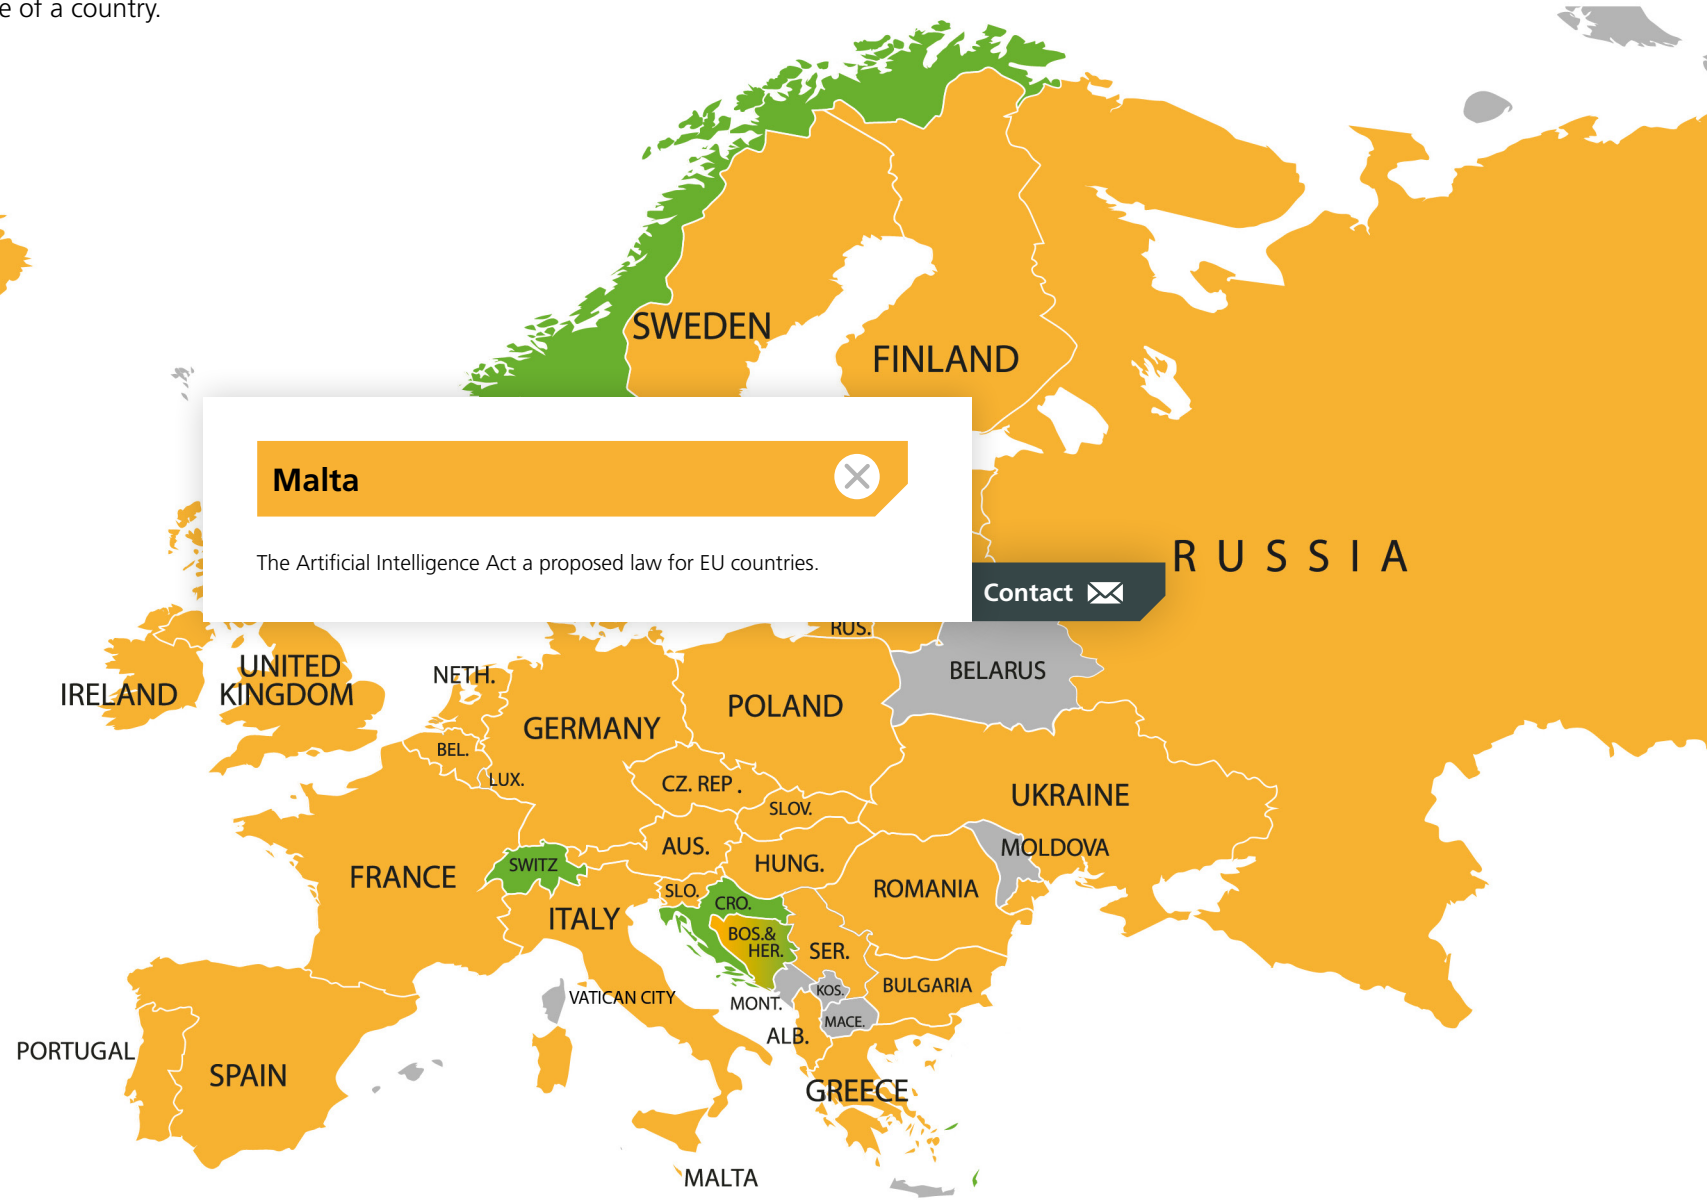 e of a country.
SWEDEN
FINLAND
Malta
The Artificial Intelligence Act a proposed law for EU countries.
Contact
RUSSIA
RUS.
BELARUS
UNITED
KINGDOM
IRELAND
NETH.
POLAND
GERMANY
BEL.
LUX.
CZ. REP.
UKRAINE
SLOV.
AUS.
MOLDOVA
HUNG.
SWITZ
FRANCE
ROMANIA
SLO.
CRO.
ITALY
BOS.&
HER.
SER.
BULGARIA
KOS.
VATICAN CITY
MONT.
MACE.
ALB.
PORTUGAL
SPAIN
GREECE
MALTA